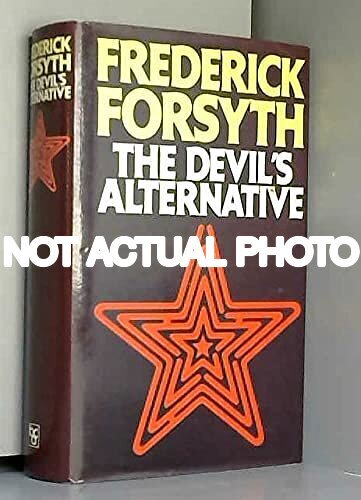 FREDERICK
FORSYTH
THE DEVIL'S
ALTERNATIVE
FREDERICK
FORSYTH
THE DEVIL'S
ALTERNATIVE
NOT ACTUAL PHOTO